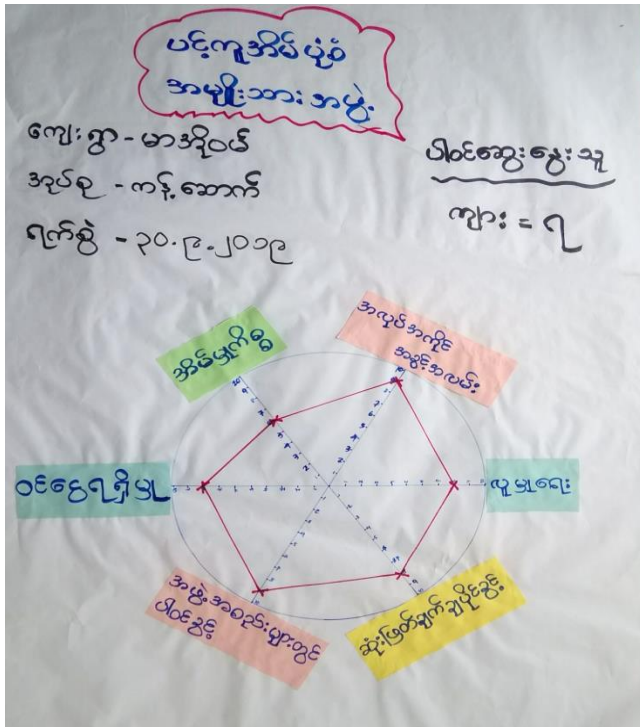 ပင့်ကူအိမ်ပုံစံ
အမျိုးသားအဖွဲ့
ကျေးရွာ - မာအိုဝယ်
အုပ်စု - ကန့်ဆောက်
ရက်စွဲ - ၃၀.၉.၂၀၁၉
ပါဝင်ဆွေးနွေးသူ
ကျား = ၇
အိမ်မှုကိစ္စ
အလုပ်အကိုင်
အခွင့်အလမ်း
ဝင်ငွေရရှိမှု
လူမှုရေး
အဖွဲ့အစည်းများတွင်
ပါဝင်ခွင့်
ဆုံးဖြတ်ချက်ချပိုင်ခွင့်